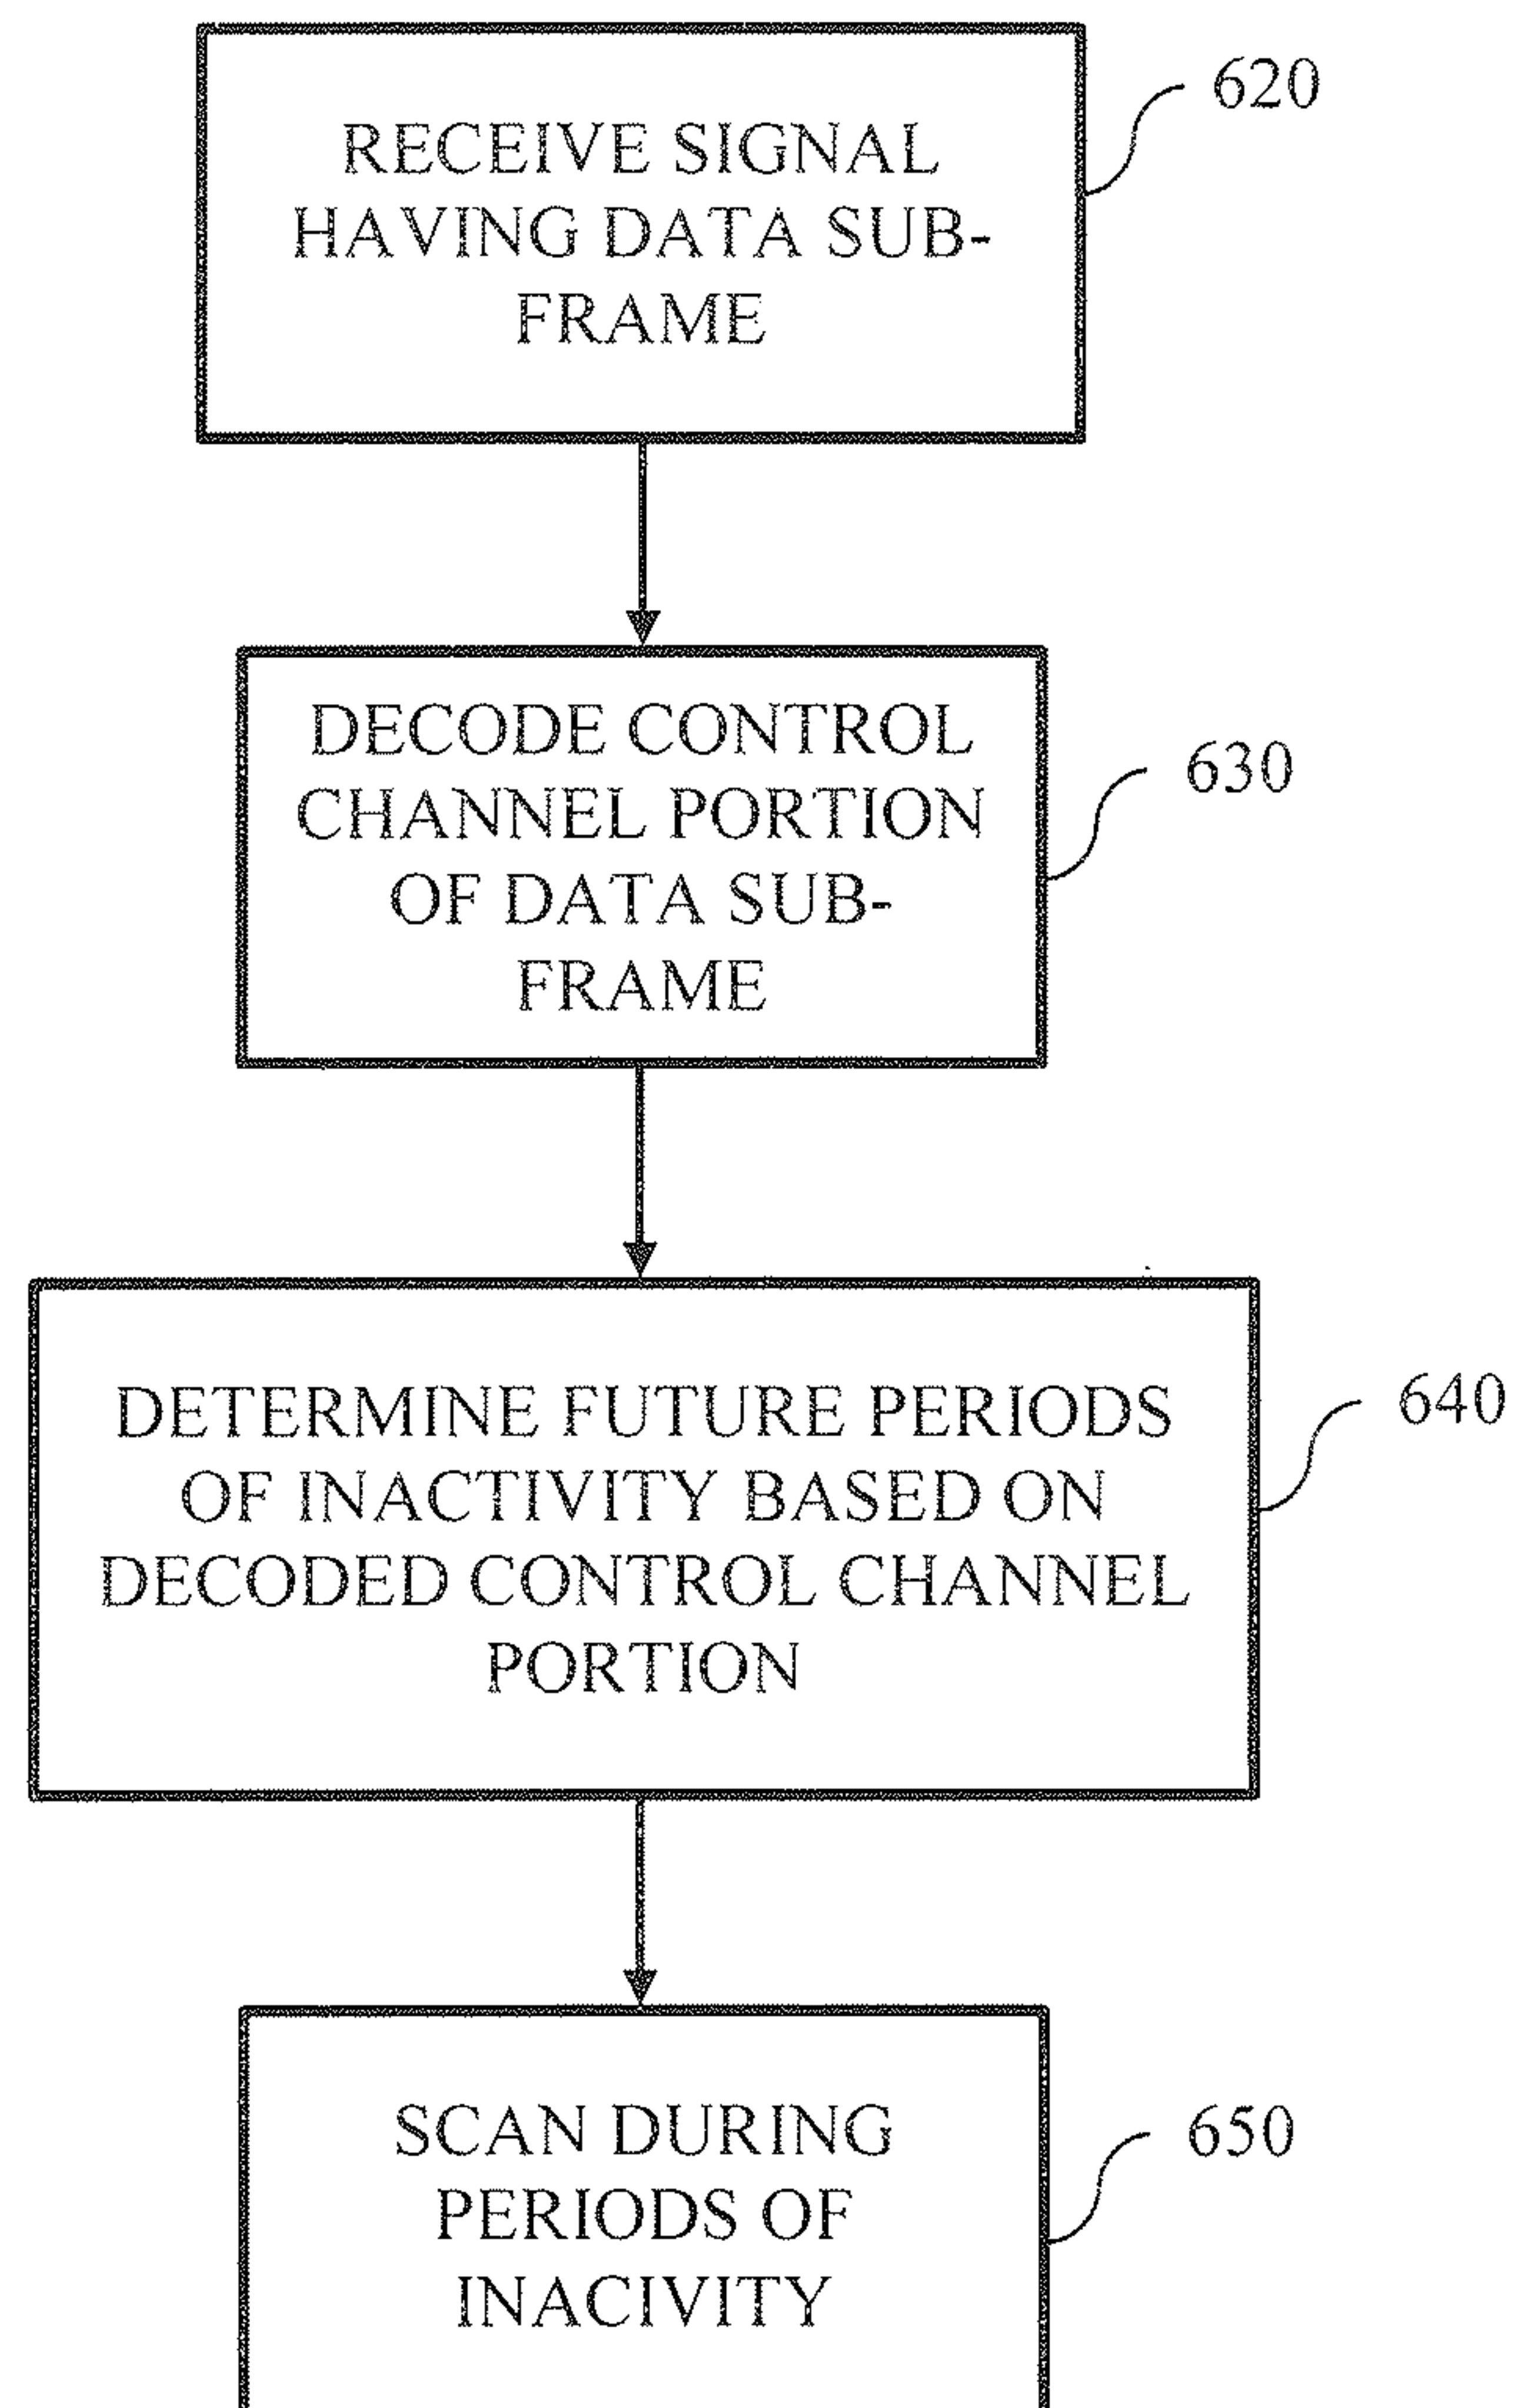 RECEIVE SIGNAL
HAVING DATA SUB-
FRAME
620
DECODE CONTROL
CHANNEL PORTION
OF DATA SUB-
FRAME
630
DETERMINE FUTURE PERIODS
OF INACTIVITY BASED ON
DECODED CONTROL CHANNEL
PORTION
640
SCAN DURING
PERIODS OF
INACIVITY
650